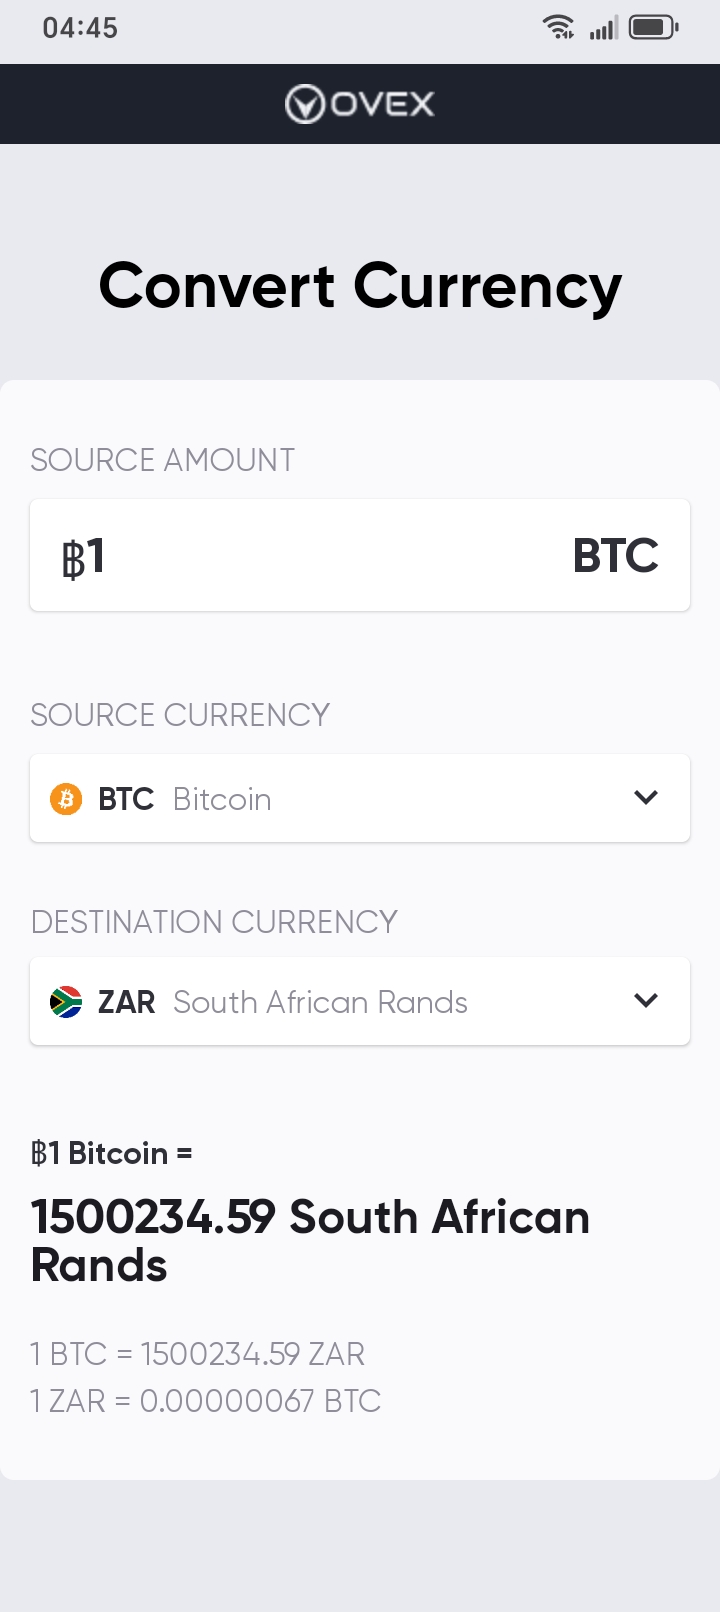 04:45
OVEX
Convert Currency
SOURCE AMOUNT
฿1 BTC
SOURCE CURRENCY
BTC Bitcoin
DESTINATION CURRENCY
ZAR South African Rands
฿1 Bitcoin =
1500234.59 South African
Rands
1 BTC = 1500234.59 ZAR
1 ZAR = 0.00000067 BTC